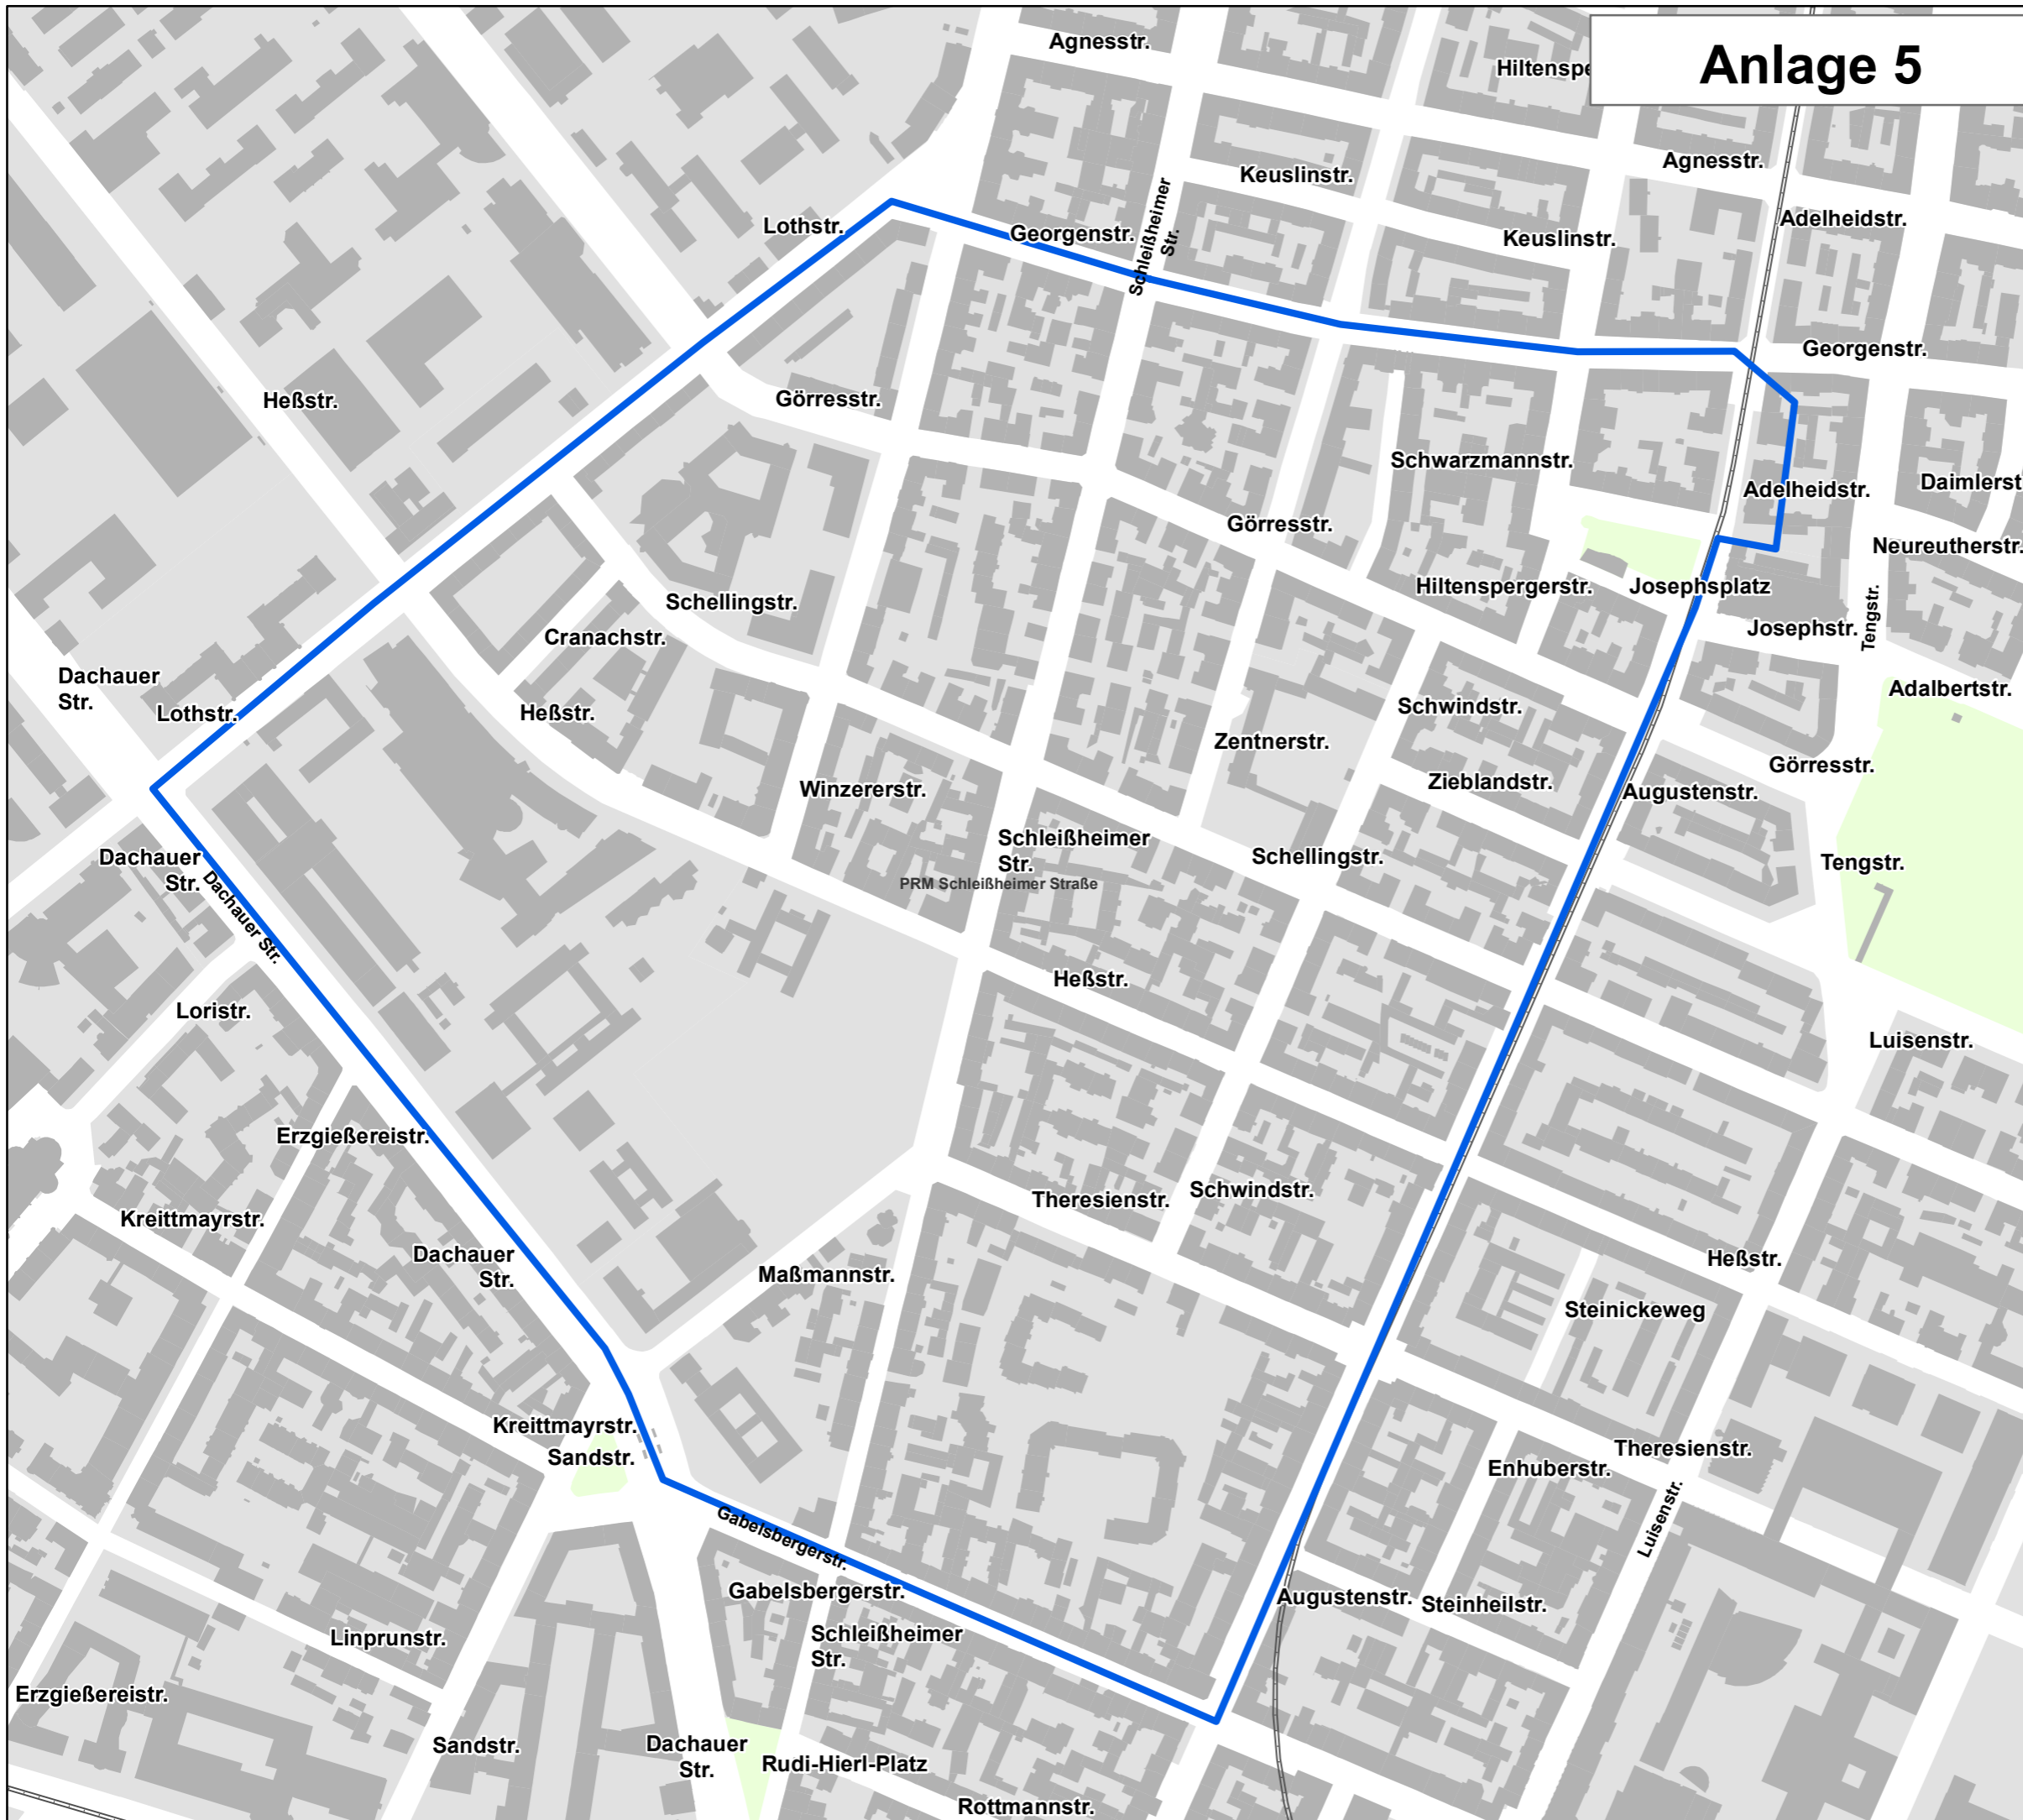 Anlage 5
Agnesstr.
Hiltenspe
Agnesstr.
Keuslinstr.
Adelheidstr.
Lothstr.
Georgenstr.
Schleißheimer
Str.
Keuslinstr.
Georgenstr.
Heßstr.
Görresstr.
Schwarzmannstr.
Adelheidstr.
Daimlerst
Görresstr.
Neureutherstr.
Hiltenspergerstr.
Josephsplatz
Schellingstr.
Cranachstr.
Josephstr.
Tengstr.
Dachauer
Str.
Lothstr.
Heßstr.
Schwindstr.
Adalbertstr.
Zentnerstr.
Görresstr.
Winzererstr.
Zieblandstr.
Augustenstr.
Schleißheimer
Str.
PRM Schleißheimer Straße
Schellingstr.
Tengstr.
Dachauer
Str.
Dachauer Str.
Heßstr.
Loristr.
Luisenstr.
Erzgießereistr.
Theresienstr.
Schwindstr.
Kreittmayrstr.
Dachauer
Str.
Maßmannstr.
Heßstr.
Steinickeweg
Kreittmayrstr.
Sandstr.
Theresienstr.
Enhuberstr.
Luisenstr.
Gabelsbergerstr.
Gabelsbergerstr.
Augustenstr.
Steinheilstr.
Linprunstr.
Schleißheimer
Str.
Erzgießereistr.
Sandstr.
Dachauer
Str.
Rudi-Hierl-Platz
Rottmannstr.